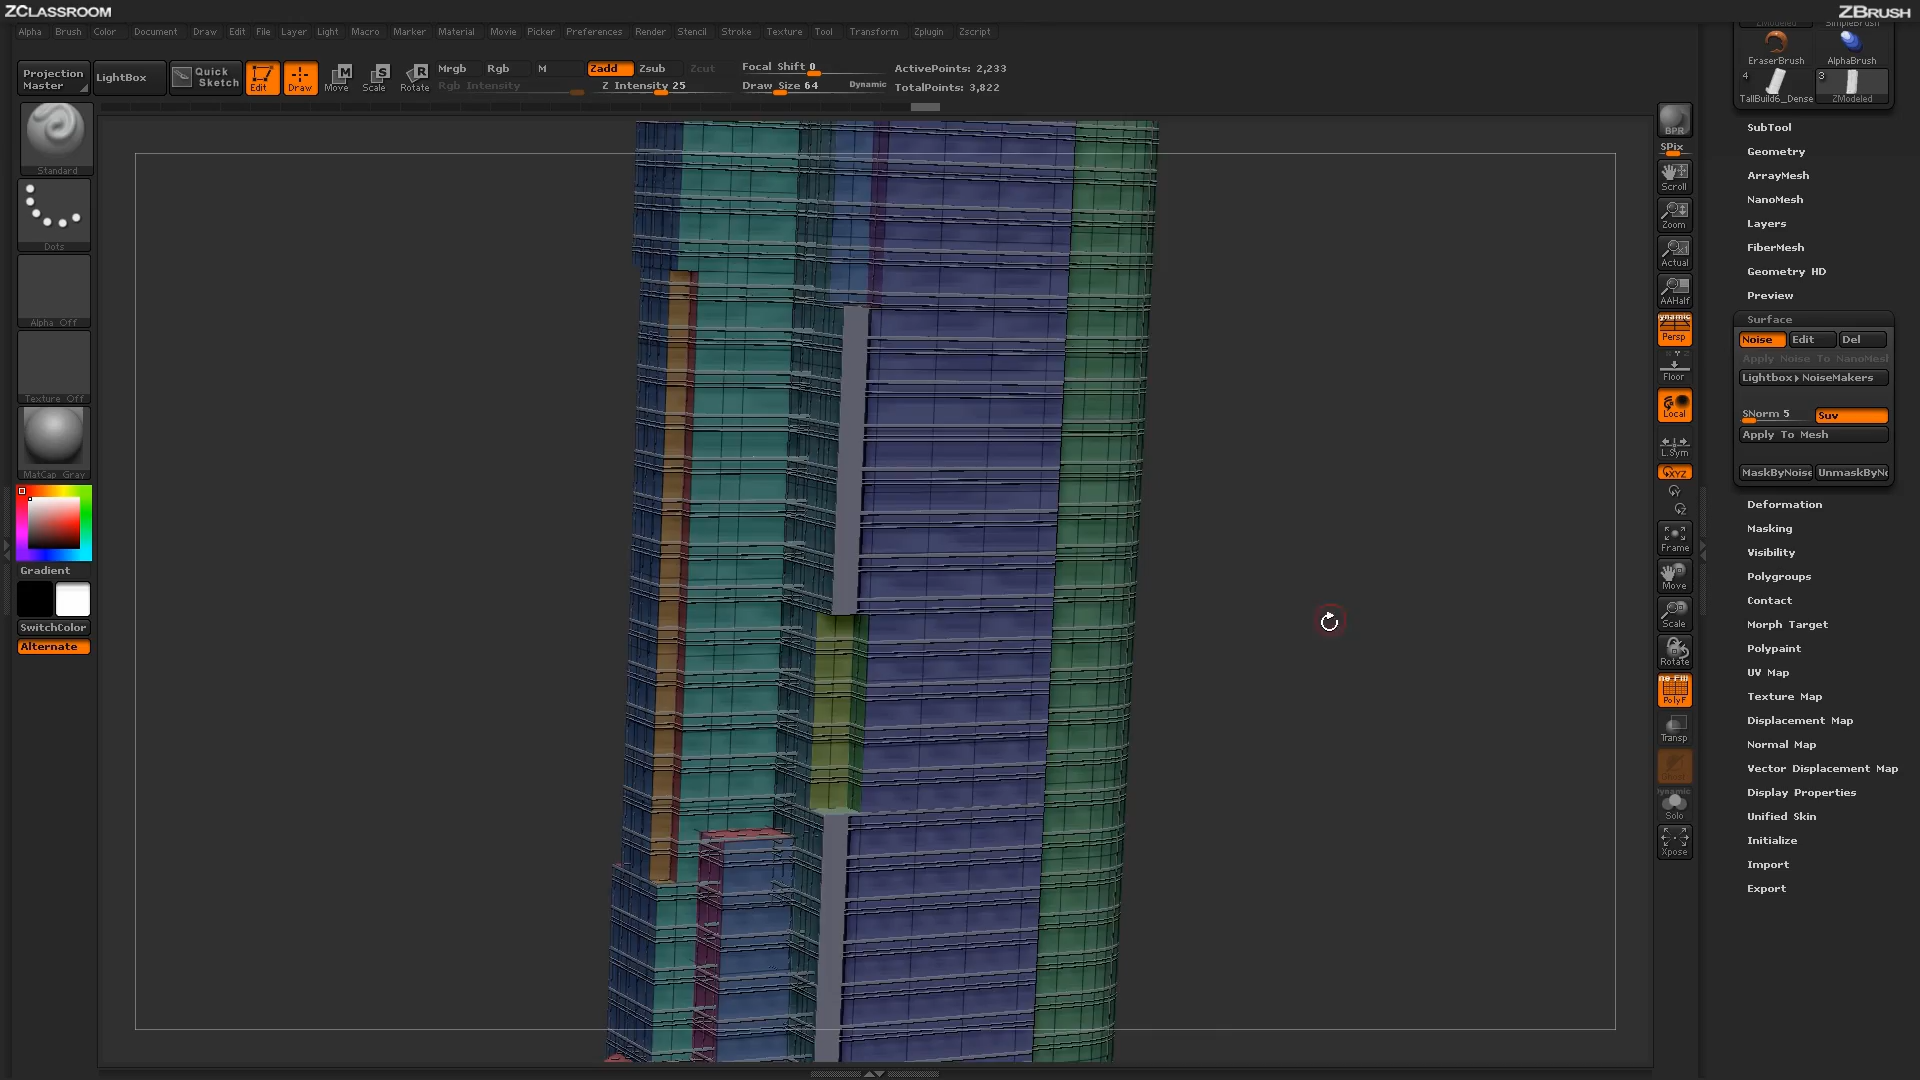 ZCLASSROOM
ZBRUSH
Alpha Brush Color Document Draw Edit File Layer Light Macro Marker Material Movie Picker Preferences Render Stencil Stroke Texture Tool Transform Zplugin Zscript
Projection Master
LightBox
Quick Sketch
Edit
Draw
Move
Scale
Rotate
Mrgb Rgb M
Rgb Intensity
Zadd Zsub Zcut
Z Intensity 25
Focal Shift 0
Draw Size 64
Dynamic
ActivePoints: 2,233
TotalPoints: 3,822
Standard
Dots
Alpha Off
Texture Off
MatCap Gray
Gradient
SwitchColor
Alternate
BPR
SPix
Scroll
Zoom
Actual
AAHalf
Persp
Floor
Local
L.Sym
XYZ
Frame
Move
Scale
Rotate
PolyF
Transp
Ghost
Dynamic
Solo
Xpose
EraserBrush
AlphaBrush
4
TallBuild6_Dense
3
ZModeled
SubTool
Geometry
ArrayMesh
NanoMesh
Layers
FiberMesh
Geometry HD
Preview
Surface
Noise Edit Del
Apply Noise To NanoMesh
Lightbox▸NoiseMakers
SNorm 5
Suv
Apply To Mesh
MaskByNoise UnmaskByNo
Deformation
Masking
Visibility
Polygroups
Contact
Morph Target
Polypaint
UV Map
Texture Map
Displacement Map
Normal Map
Vector Displacement Map
Display Properties
Unified Skin
Initialize
Import
Export